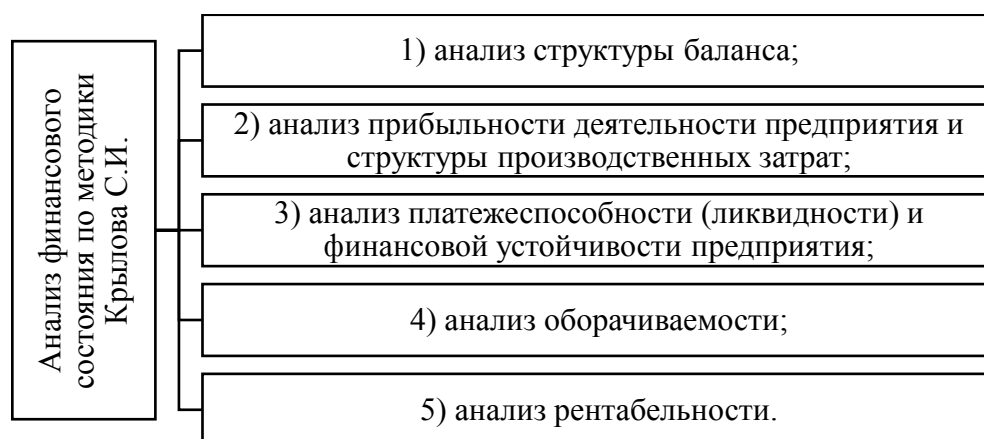 Анализ финансового
состояния по методики
Крылова С.И.
1) анализ структуры баланса;
2) анализ прибыльности деятельности предприятия и
структуры производственных затрат;
3) анализ платежеспособности (ликвидности) и
финансовой устойчивости предприятия;
4) анализ оборачиваемости;
5) анализ рентабельности.